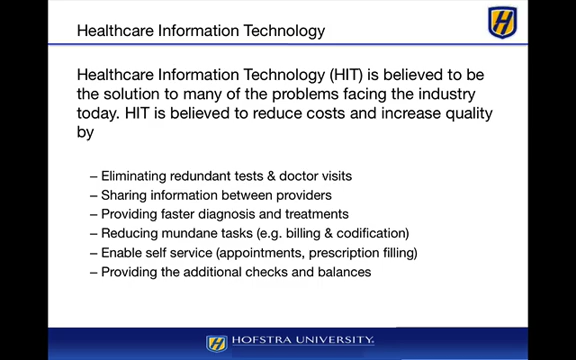 Healthcare Information Technology
Healthcare Information Technology (HIT) is believed to be
the solution to many of the problems facing the industry
today. HIT is believed to reduce costs and increase quality
by
– Eliminating redundant tests & doctor visits
– Sharing information between providers
– Providing faster diagnosis and treatments
– Reducing mundane tasks (e.g. billing & codification)
– Enable self service (appointments, prescription filling)
– Providing the additional checks and balances
HOFSTRA UNIVERSITY